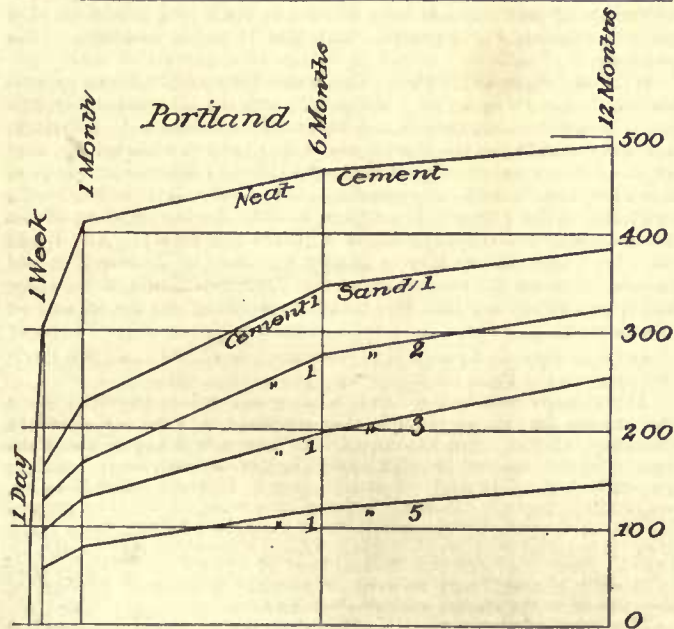 Portland
1 Day
1 Week
1 Month
6 Months
12 Months
500
Neat Cement
400
Cement 1 Sand 1
300
" 1 " 2
200
" 1 " 3
100
" 1 " 5
0